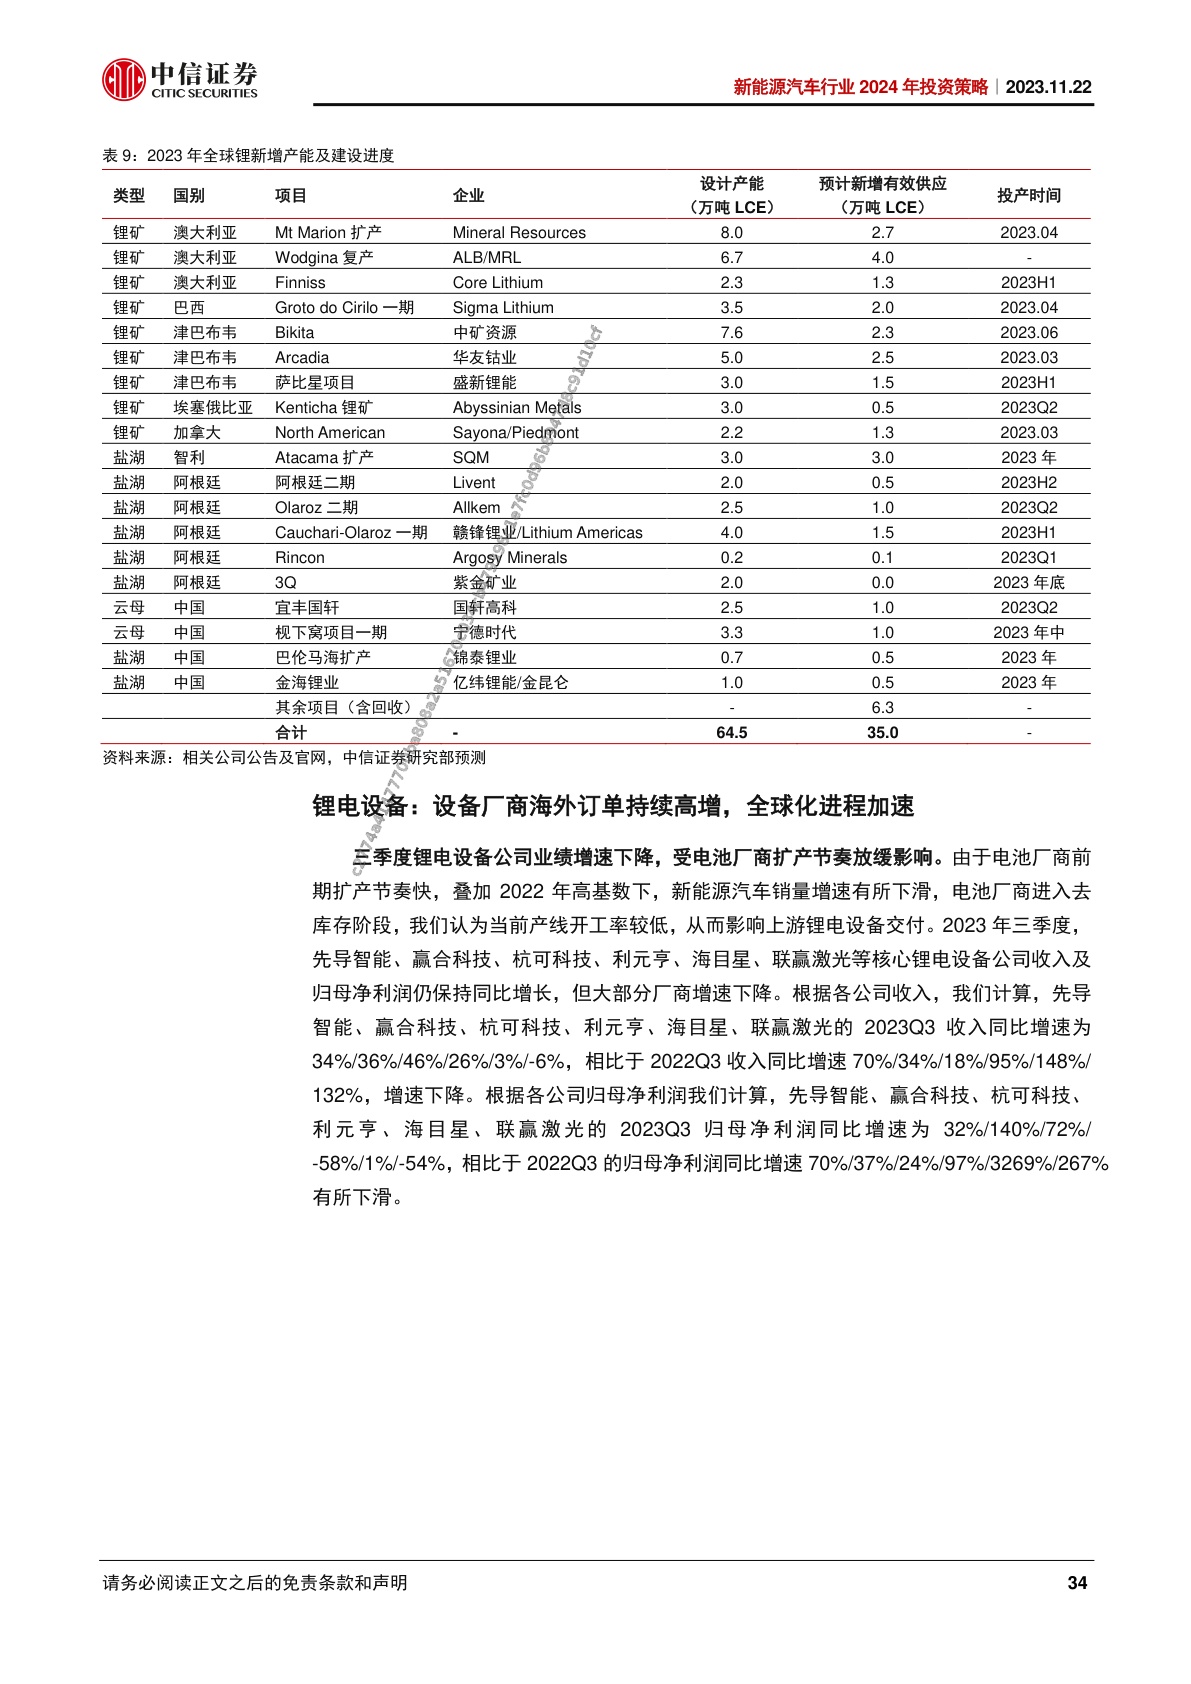 中信证券
CITIC SECURITIES
新能源汽车行业 2024 年投资策略｜2023.11.22
表 9：2023 年全球锂新增产能及建设进度
类型 国别 项目 企业 设计产能（万吨 LCE） 预计新增有效供应（万吨 LCE） 投产时间
锂矿 澳大利亚 Mt Marion 扩产 Mineral Resources 8.0 2.7 2023.04
锂矿 澳大利亚 Wodgina 复产 ALB/MRL 6.7 4.0 -
锂矿 澳大利亚 Finniss Core Lithium 2.3 1.3 2023H1
锂矿 巴西 Groto do Cirilo 一期 Sigma Lithium 3.5 2.0 2023.04
锂矿 津巴布韦 Bikita 中矿资源 7.6 2.3 2023.06
锂矿 津巴布韦 Arcadia 华友钴业 5.0 2.5 2023.03
锂矿 津巴布韦 萨比星项目 盛新锂能 3.0 1.5 2023H1
锂矿 埃塞俄比亚 Kenticha 锂矿 Abyssinian Metals 3.0 0.5 2023Q2
锂矿 加拿大 North American Sayona/Piedmont 2.2 1.3 2023.03
盐湖 智利 Atacama 扩产 SQM 3.0 3.0 2023 年
盐湖 阿根廷 阿根廷二期 Livent 2.0 0.5 2023H2
盐湖 阿根廷 Olaroz 二期 Allkem 2.5 1.0 2023Q2
盐湖 阿根廷 Cauchari-Olaroz 一期 赣锋锂业/Lithium Americas 4.0 1.5 2023H1
盐湖 阿根廷 Rincon Argosy Minerals 0.2 0.1 2023Q1
盐湖 阿根廷 3Q 紫金矿业 2.0 0.0 2023 年底
云母 中国 宜丰国轩 国轩高科 2.5 1.0 2023Q2
云母 中国 枧下窝项目一期 宁德时代 3.3 1.0 2023 年中
盐湖 中国 巴伦马海扩产 锦泰锂业 0.7 0.5 2023 年
盐湖 中国 金海锂业 亿纬锂能/金昆仑 1.0 0.5 2023 年
其余项目（含回收） - 6.3 -
合计 - 64.5 35.0 -
资料来源：相关公司公告及官网，中信证券研究部预测
锂电设备：设备厂商海外订单持续高增，全球化进程加速
三季度锂电设备公司业绩增速下降，受电池厂商扩产节奏放缓影响。由于电池厂商前
期扩产节奏快，叠加 2022 年高基数下，新能源汽车销量增速有所下滑，电池厂商进入去
库存阶段，我们认为当前产线开工率较低，从而影响上游锂电设备交付。2023 年三季度，
先导智能、赢合科技、杭可科技、利元亨、海目星、联赢激光等核心锂电设备公司收入及
归母净利润仍保持同比增长，但大部分厂商增速下降。根据各公司收入，我们计算，先导
智能、赢合科技、杭可科技、利元亨、海目星、联赢激光的 2023Q3 收入同比增速为
34%/36%/46%/26%/3%/-6%，相比于 2022Q3 收入同比增速 70%/34%/18%/95%/148%/
132%，增速下降。根据各公司归母净利润我们计算，先导智能、赢合科技、杭可科技、
利元亨、海目星、联赢激光的 2023Q3 归母净利润同比增速为 32%/140%/72%/
-58%/1%/-54%，相比于 2022Q3 的归母净利润同比增速 70%/37%/24%/97%/3269%/267%
有所下滑。
请务必阅读正文之后的免责条款和声明 34